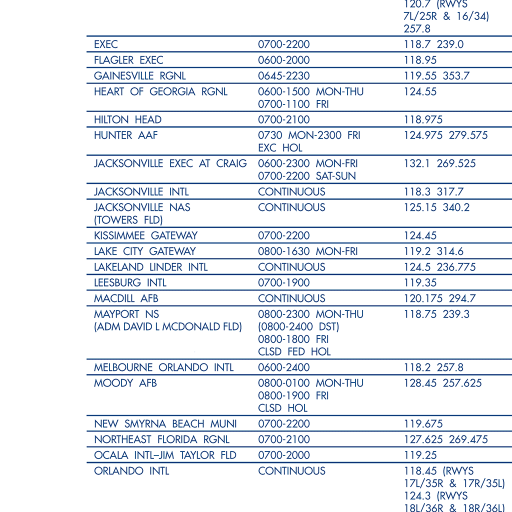 120.7 (RWYS
7L/25R & 16/34)
257.8
EXEC 0700-2200 118.7 239.0
FLAGLER EXEC 0600-2000 118.95
GAINESVILLE RGNL 0645-2230 119.55 353.7
HEART OF GEORGIA RGNL 0600-1500 MON-THU 124.55
0700-1100 FRI
HILTON HEAD 0700-2100 118.975
HUNTER AAF 0730 MON-2300 FRI 124.975 279.575
EXC HOL
JACKSONVILLE EXEC AT CRAIG 0600-2300 MON-FRI 132.1 269.525
0700-2200 SAT-SUN
JACKSONVILLE INTL CONTINUOUS 118.3 317.7
JACKSONVILLE NAS CONTINUOUS 125.15 340.2
(TOWERS FLD)
KISSIMMEE GATEWAY 0700-2200 124.45
LAKE CITY GATEWAY 0800-1630 MON-FRI 119.2 314.6
LAKELAND LINDER INTL CONTINUOUS 124.5 236.775
LEESBURG INTL 0700-1900 119.35
MACDILL AFB CONTINUOUS 120.175 294.7
MAYPORT NS 0800-2300 MON-THU 118.75 239.3
(ADM DAVID L MCDONALD FLD) (0800-2400 DST)
0800-1800 FRI
CLSD FED HOL
MELBOURNE ORLANDO INTL 0600-2400 118.2 257.8
MOODY AFB 0800-0100 MON-THU 128.45 257.625
0800-1900 FRI
CLSD HOL
NEW SMYRNA BEACH MUNI 0700-2200 119.675
NORTHEAST FLORIDA RGNL 0700-2100 127.625 269.475
OCALA INTL–JIM TAYLOR FLD 0700-2000 119.25
ORLANDO INTL CONTINUOUS 118.45 (RWYS
17L/35R & 17R/35L)
124.3 (RWYS
18L/36R & 18R/36L)